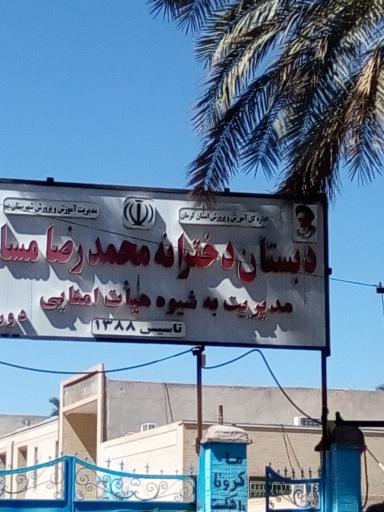 اداره کل آموزش و پرورش استان کرمان
مدیریت آموزش و پرورش شهرستان
دبستان دخترانه محمدرضا
مدیریت به شیوه هیأت امنایی
تاسیس ۱۳۸۸
کرونا